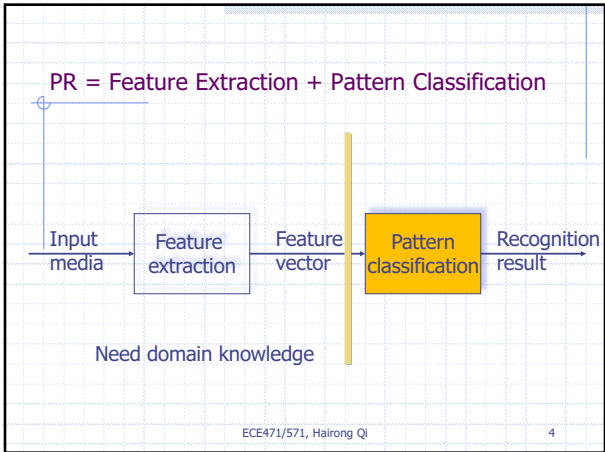 PR = Feature Extraction + Pattern Classification
Input
media
Feature
extraction
Feature
vector
Pattern
classification
Recognition
result
Need domain knowledge
ECE471/571, Hairong Qi
4